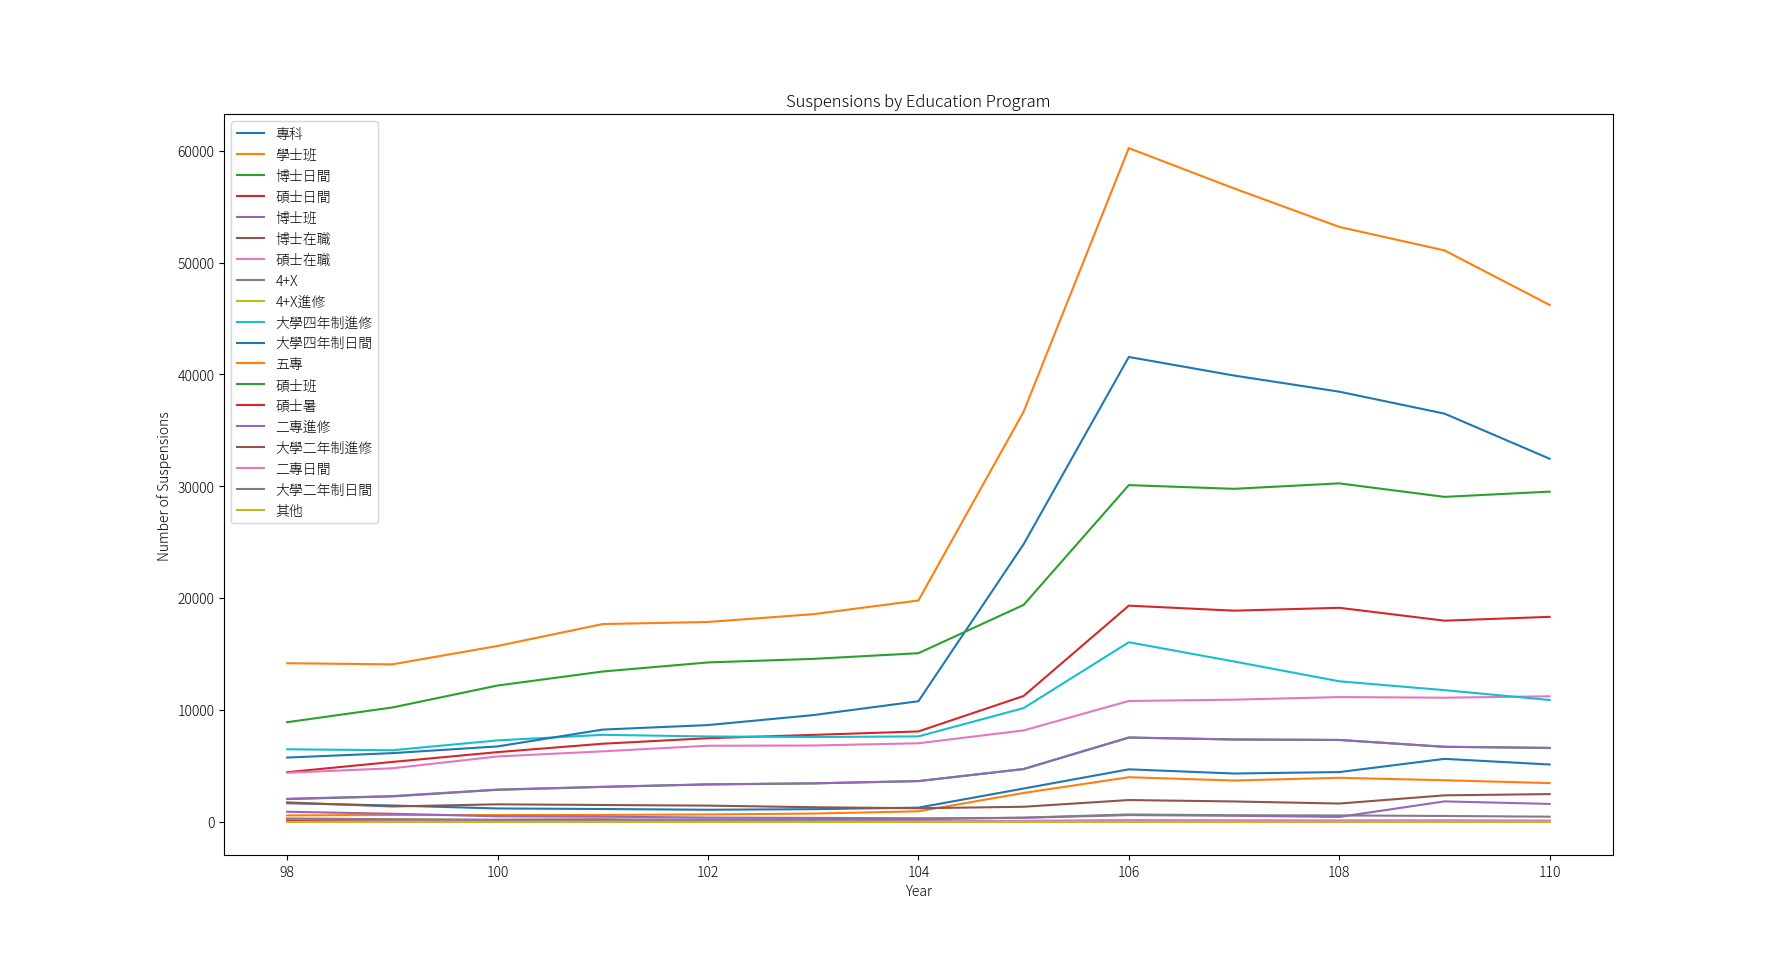 Suspensions by Education Program
專科
學士班
博士日間
碩士日間
博士班
博士在職
碩士在職
4+X
4+X進修
大學四年制進修
大學四年制日間
五專
碩士班
碩士暑
二專進修
大學二年制進修
二專日間
大學二年制日間
其他
60000
50000
40000
30000
20000
10000
0
Number of Suspensions
98 100 102 104 106 108 110
Year